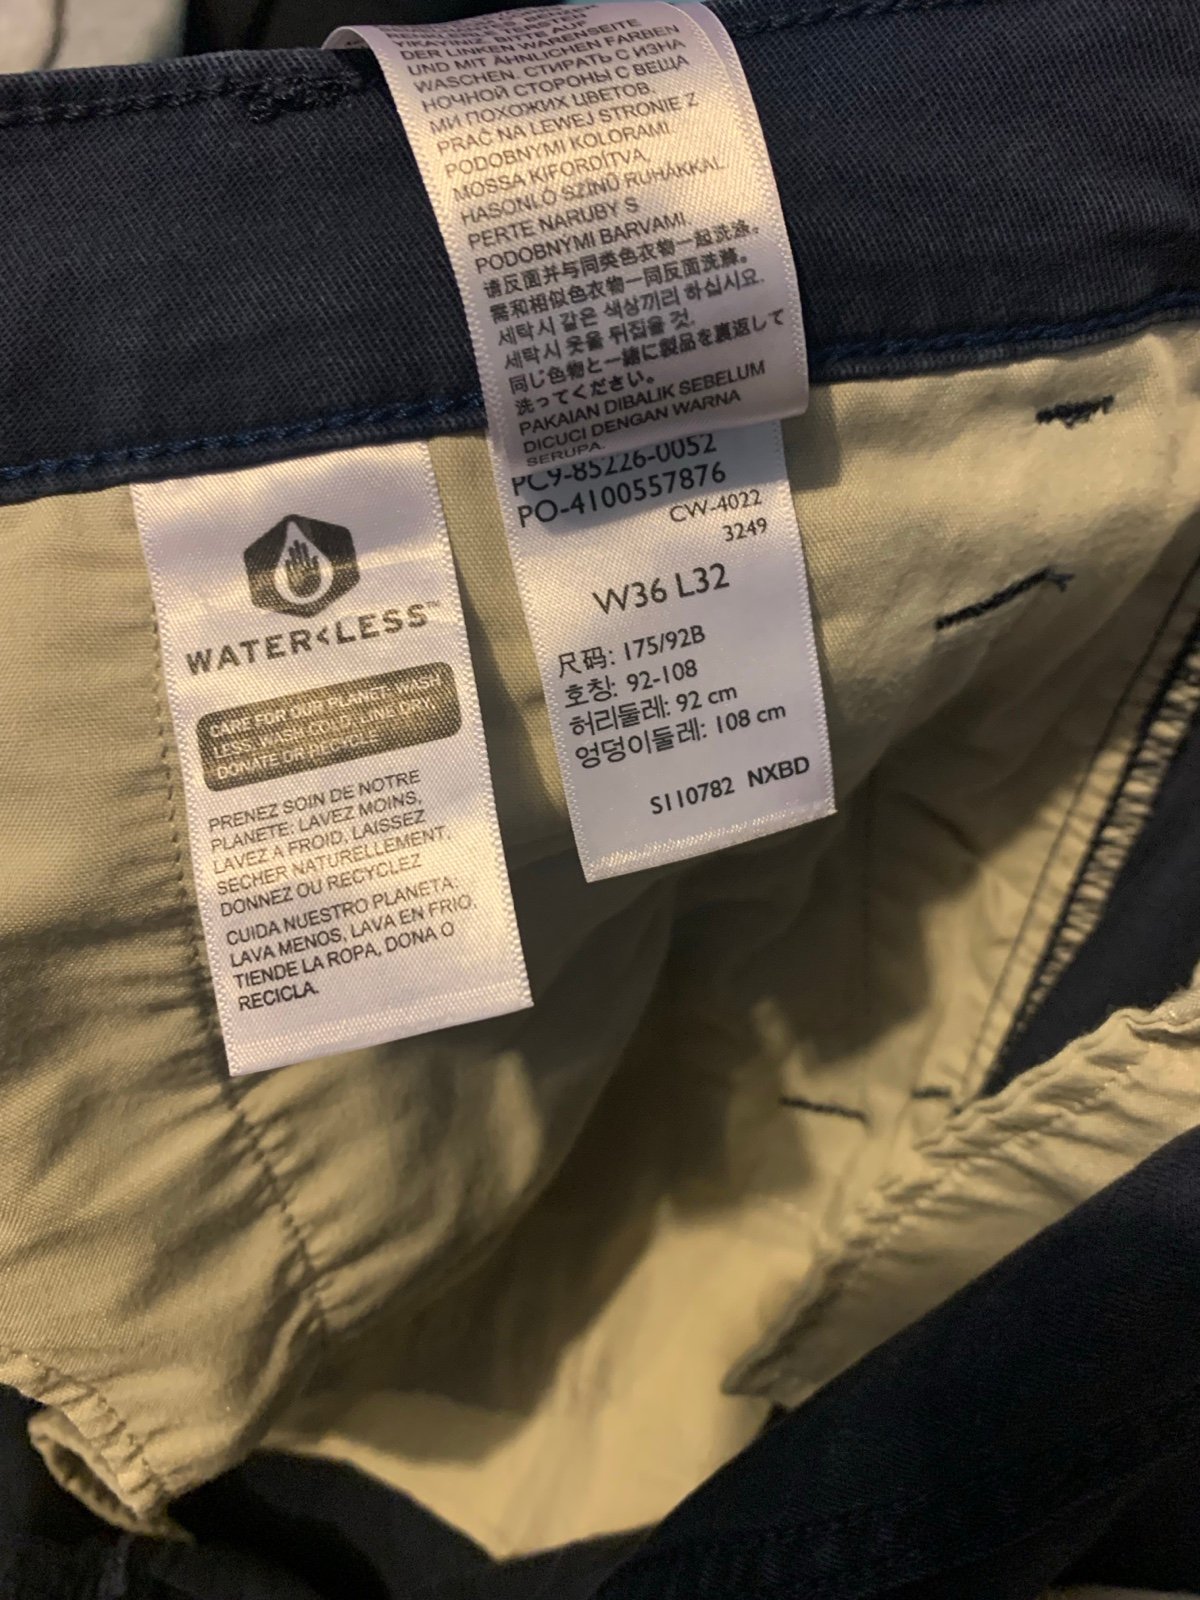 YIKAYINIZ. BITTE AUF
DER LINKEN WARENSEITE
UND MIT ÄHNLICHEN FARBEN
WASCHEN. СТИРАТЬ С ИЗНА
НОЧНОЙ СТОРОНЫ С ВЕЩА
МИ ПОХОЖИХ ЦВЕТОВ.
PRAĆ NA LEWEJ STRONIE Z
PODOBNYMI KOLORAMI.
MOSSA KIFORDÍTVA,
HASONLÓ SZÍNŰ RUHÁKKAL.
PERTE NARUBY S
PODOBNYMI BARVAMI.
请反面并与同类色衣物一起洗涤。
需和相似色衣物一同反面洗滌。
세탁시 같은 색상끼리 하십시요.
세탁시 옷을 뒤집을 것.
同じ色物と一緒に製品を裏返して
洗ってください。
PAKAIAN DIBALIK SEBELUM
DICUCI DENGAN WARNA
SERUPA.
PC9-85226-0052
PO-4100557876
CW-4022
3249
W36 L32
尺码: 175/92B
호칭: 92-108
허리둘레: 92 cm
엉덩이둘레: 108 cm
S110782 NXBD
WATER<LESS™
CARE FOR OUR PLANET: WASH
LESS, WASH COLD, LINE DRY,
DONATE OR RECYCLE
PRENEZ SOIN DE NOTRE
PLANETE: LAVEZ MOINS,
LAVEZ A FROID, LAISSEZ
SECHER NATURELLEMENT,
DONNEZ OU RECYCLEZ
CUIDA NUESTRO PLANETA:
LAVA MENOS, LAVA EN FRIO,
TIENDE LA ROPA, DONA O
RECICLA.